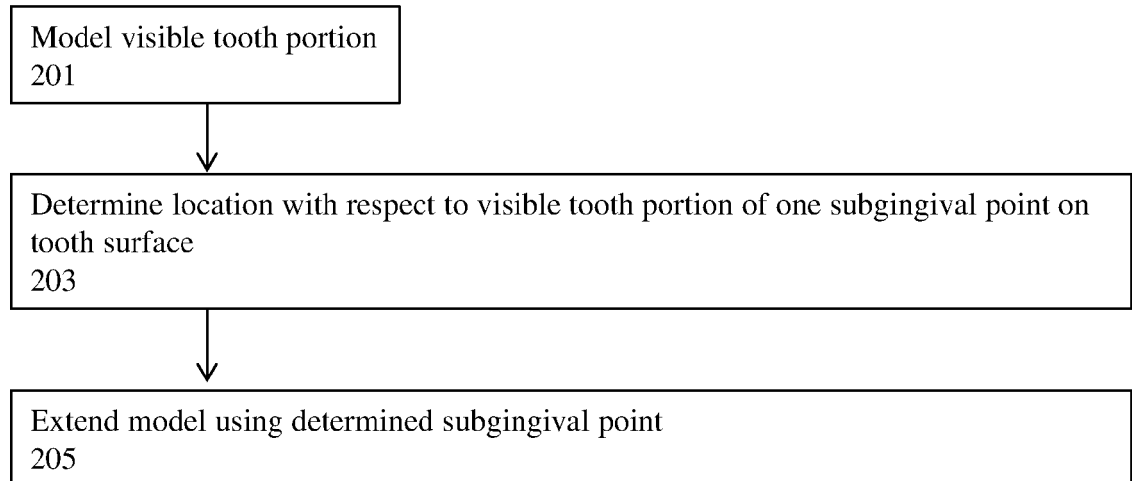 Model visible tooth portion
201
Determine location with respect to visible tooth portion of one subgingival point on
tooth surface
203
Extend model using determined subgingival point
205